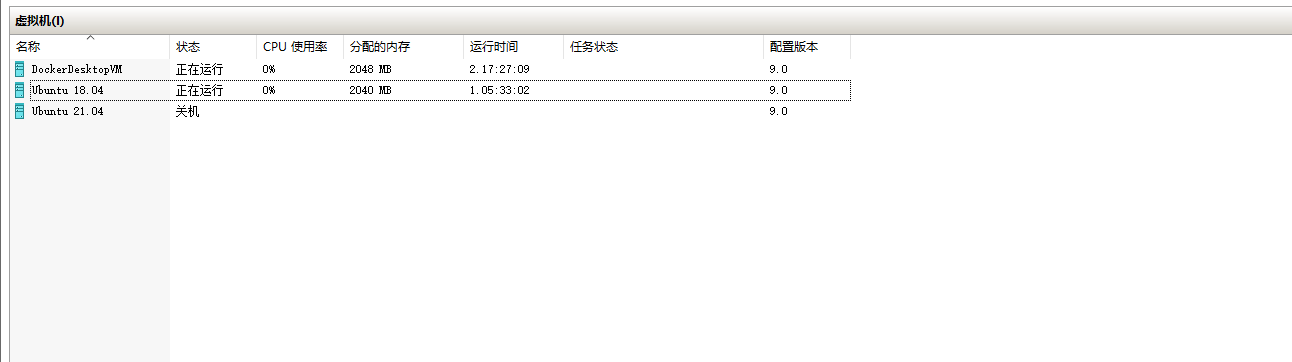 虚拟机(I)
名称 状态 CPU 使用率 分配的内存 运行时间 任务状态 配置版本
DockerDesktopVM 正在运行 0% 2048 MB 2.17:27:09 9.0
Ubuntu 18.04 正在运行 0% 2040 MB 1.05:33:02 9.0
Ubuntu 21.04 关机 9.0